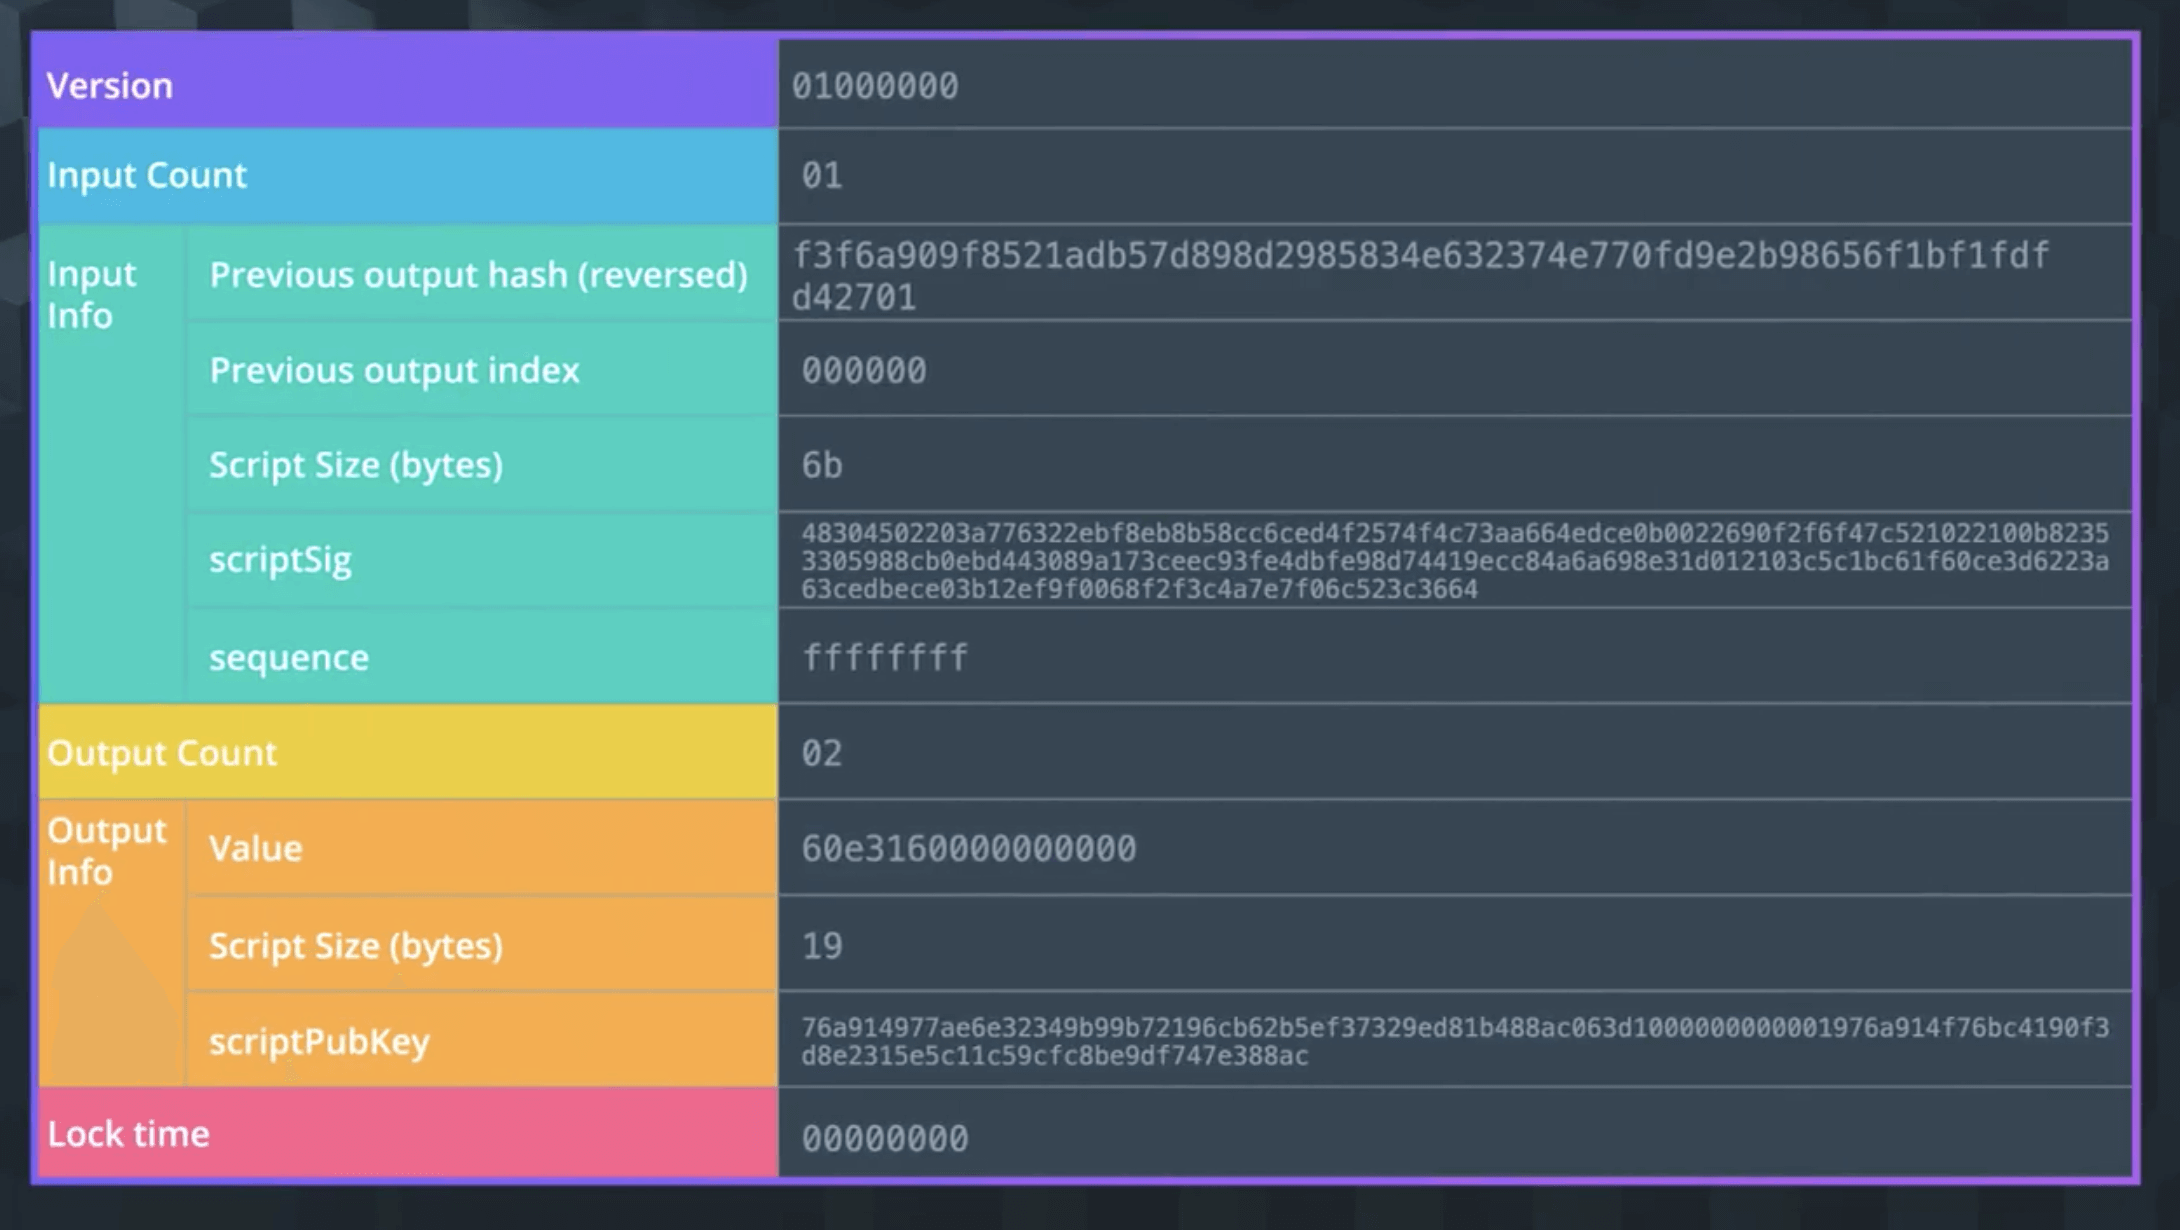 Version
01000000
Input Count
01
Input
Info
Previous output hash (reversed)
f3f6a909f8521adb57d898d2985834e632374e770fd9e2b98656f1bf1fdf
d42701
Previous output index
000000
Script Size (bytes)
6b
scriptSig
48304502203a776322ebf8eb8b58cc6ced4f2574f4c73aa664edce0b0022690f2f6f47c521022100b8235
3305988cb0ebd443089a173ceec93fe4dbfe98d74419ecc84a6a698e31d012103c5c1bc61f60ce3d6223a
63cedbece03b12ef9f0068f2f3c4a7e7f06c523c3664
sequence
ffffffff
Output Count
02
Output
Info
Value
60e3160000000000
Script Size (bytes)
19
scriptPubKey
76a914977ae6e32349b99b72196cb62b5ef37329ed81b488ac063d1000000000001976a914f76bc4190f3
d8e2315e5c11c59cfc8be9df747e388ac
Lock time
00000000